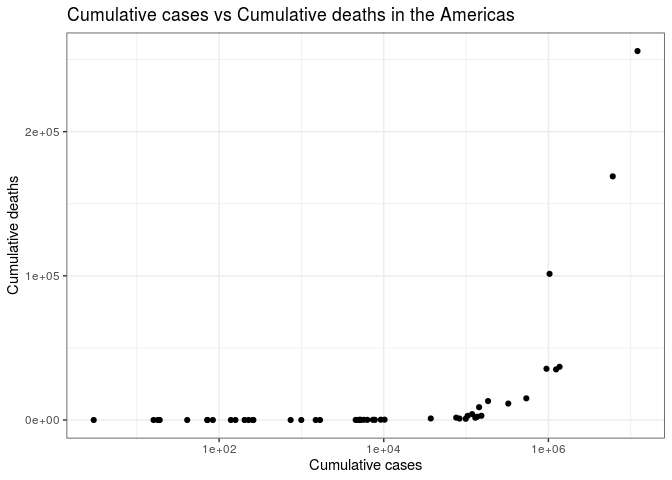 Cumulative cases vs Cumulative deaths in the Americas
2e+05
1e+05
0e+00
Cumulative deaths
1e+02 1e+04 1e+06
Cumulative cases